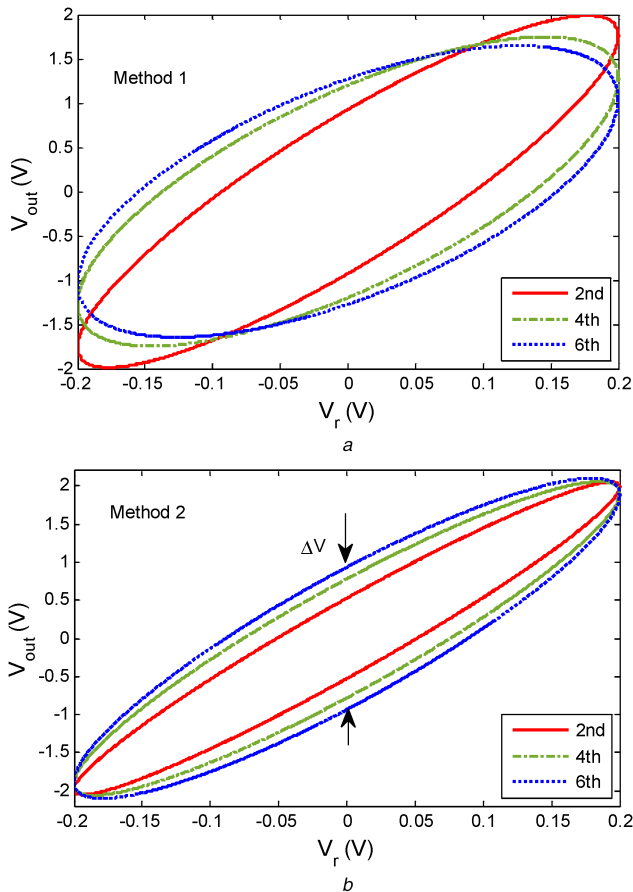 2
1.5
1
0.5
0
-0.5
-1
-1.5
-2
Vout (V)
Method 1
2nd
4th
6th
-0.2 -0.15 -0.1 -0.05 0 0.05 0.1 0.15 0.2
Vr (V)
a
2
1.5
1
0.5
0
-0.5
-1
-1.5
-2
Vout (V)
Method 2
ΔV
2nd
4th
6th
-0.2 -0.15 -0.1 -0.05 0 0.05 0.1 0.15 0.2
Vr (V)
b